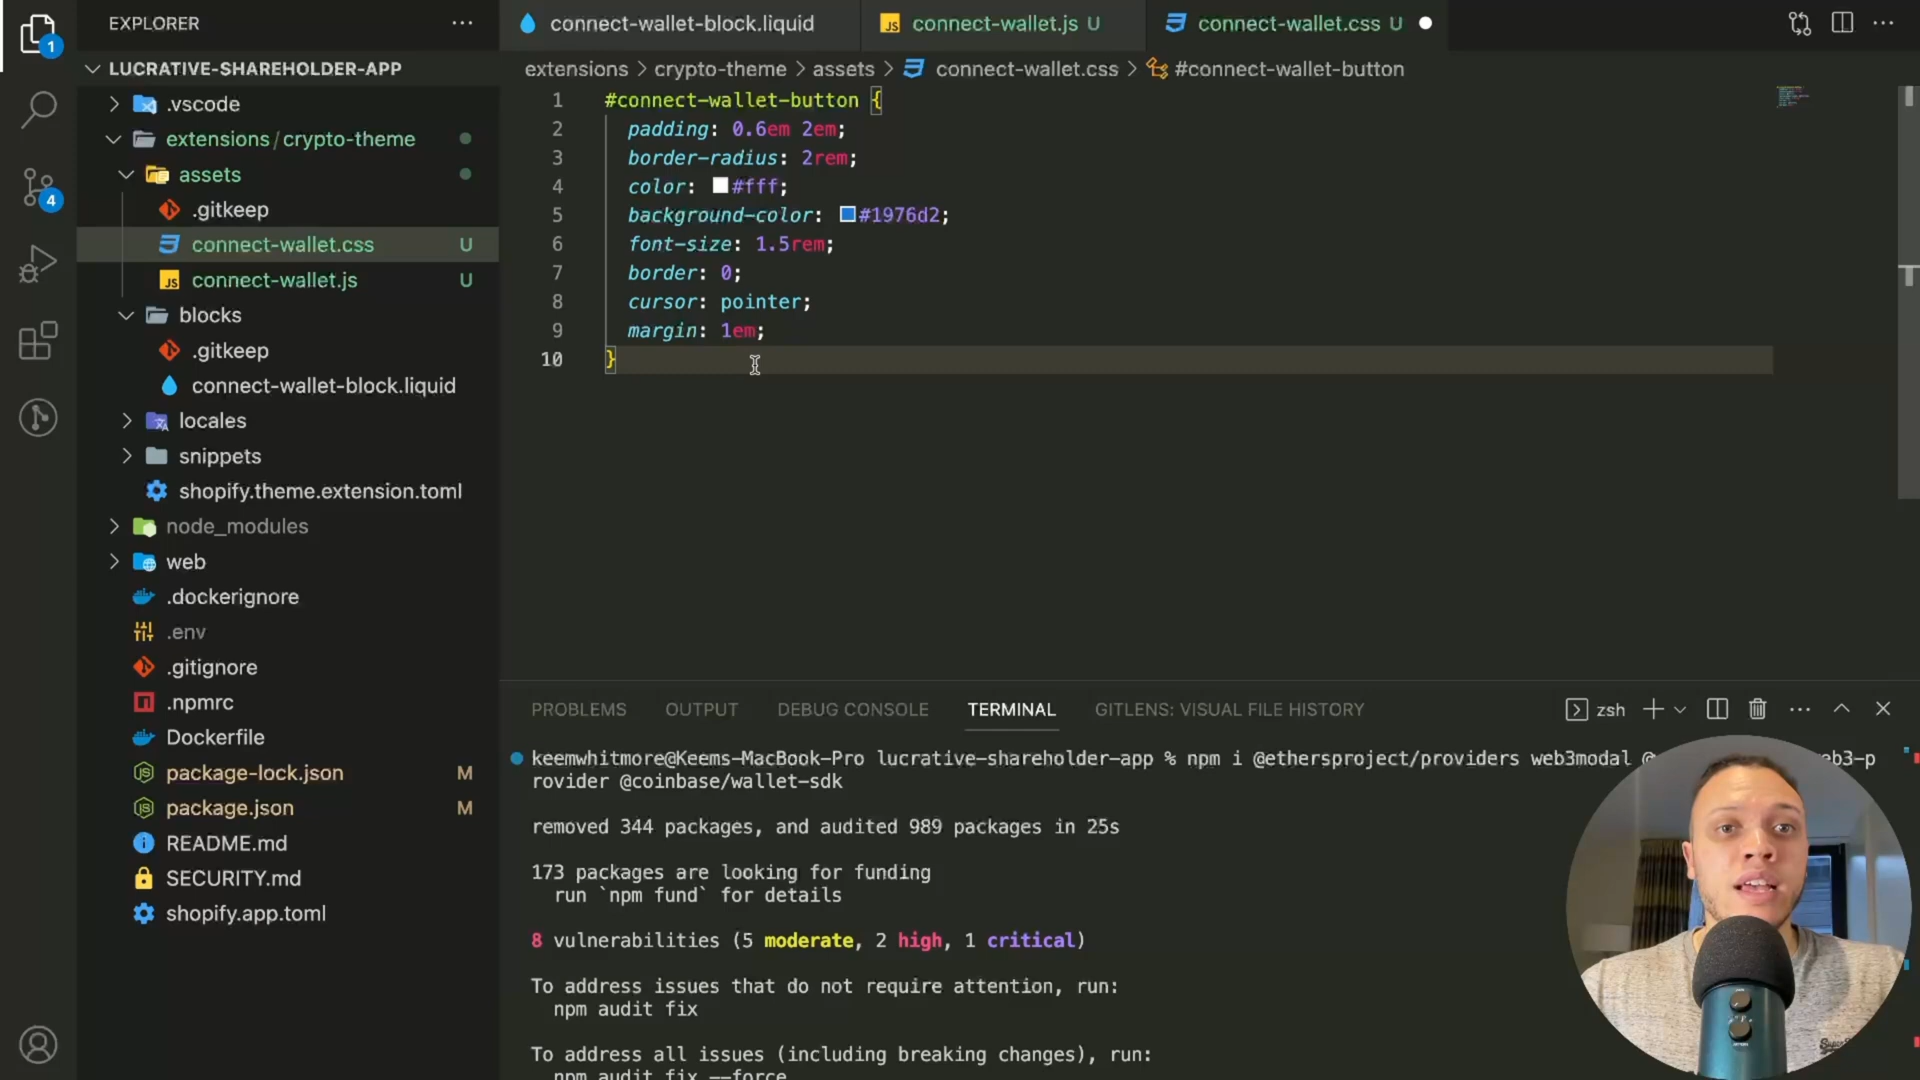 1
4
EXPLORER
LUCRATIVE-SHAREHOLDER-APP
.vscode
extensions/crypto-theme
assets
.gitkeep
connect-wallet.css U
connect-wallet.js U
blocks
.gitkeep
connect-wallet-block.liquid
locales
snippets
shopify.theme.extension.toml
node_modules
web
.dockerignore
.env
.gitignore
.npmrc
Dockerfile
package-lock.json M
package.json M
README.md
SECURITY.md
shopify.app.toml
connect-wallet-block.liquid
JS connect-wallet.js U
connect-wallet.css U
extensions > crypto-theme > assets > connect-wallet.css > #connect-wallet-button
1 #connect-wallet-button {
2 padding: 0.6em 2em;
3 border-radius: 2rem;
4 color: #fff;
5 background-color: #1976d2;
6 font-size: 1.5rem;
7 border: 0;
8 cursor: pointer;
9 margin: 1em;
10 }
PROBLEMS OUTPUT DEBUG CONSOLE TERMINAL GITLENS: VISUAL FILE HISTORY zsh
keemwhitmore@Keems-MacBook-Pro lucrative-shareholder-app % npm i @ethersproject/providers web3modal @ eb3-p
rovider @coinbase/wallet-sdk
removed 344 packages, and audited 989 packages in 25s
173 packages are looking for funding
run `npm fund` for details
8 vulnerabilities (5 moderate, 2 high, 1 critical)
To address issues that do not require attention, run:
npm audit fix
To address all issues (including breaking changes), run:
npm audit fix --force